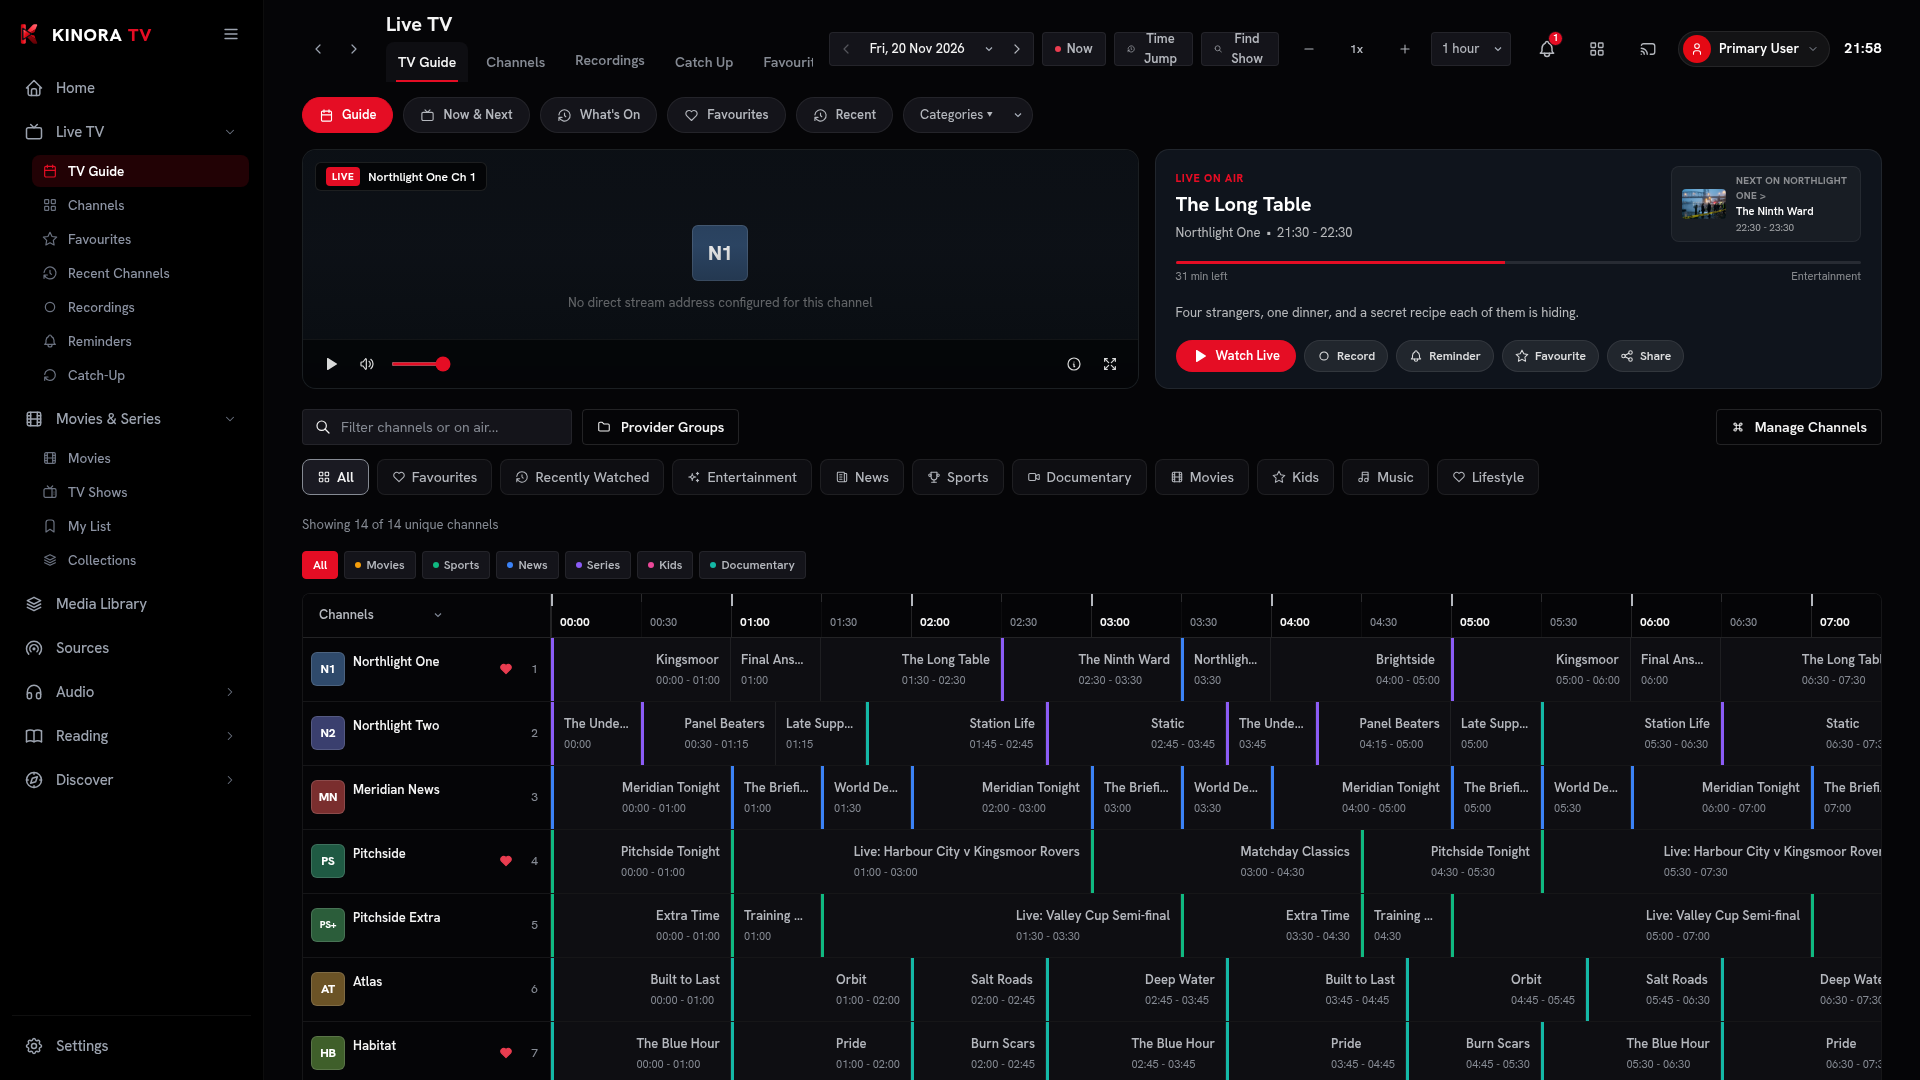 KINORA TV
Home
Live TV
TV Guide
Channels
Favourites
Recent Channels
Recordings
Reminders
Catch-Up
Movies & Series
Movies
TV Shows
My List
Collections
Media Library
Sources
Audio
Reading
Discover
Settings
Live TV
TV Guide
Channels
Recordings
Catch Up
Favourit
Fri, 20 Nov 2026
Now
Time
Jump
Find
Show
1x
1 hour
1
Primary User
21:58
Guide
Now & Next
What's On
Favourites
Recent
Categories
LIVE
Northlight One Ch 1
N1
No direct stream address configured for this channel
LIVE ON AIR
The Long Table
Northlight One • 21:30 - 22:30
NEXT ON NORTHLIGHT
ONE >
The Ninth Ward
22:30 - 23:30
31 min left
Entertainment
Four strangers, one dinner, and a secret recipe each of them is hiding.
Watch Live
Record
Reminder
Favourite
Share
Filter channels or on air...
Provider Groups
Manage Channels
All
Favourites
Recently Watched
Entertainment
News
Sports
Documentary
Movies
Kids
Music
Lifestyle
Showing 14 of 14 unique channels
All
Movies
Sports
News
Series
Kids
Documentary
Channels
00:00
00:30
01:00
01:30
02:00
02:30
03:00
03:30
04:00
04:30
05:00
05:30
06:00
06:30
07:00
N1
Northlight One
1
Kingsmoor
00:00 - 01:00
Final Ans...
01:00
The Long Table
01:30 - 02:30
The Ninth Ward
02:30 - 03:30
Northligh...
03:30
Brightside
04:00 - 05:00
Kingsmoor
05:00 - 06:00
Final Ans...
06:00
The Long Tabl
06:30 - 07:30
N2
Northlight Two
2
The Unde...
00:00
Panel Beaters
00:30 - 01:15
Late Supp...
01:15
Station Life
01:45 - 02:45
Static
02:45 - 03:45
The Unde...
03:45
Panel Beaters
04:15 - 05:00
Late Supp...
05:00
Station Life
05:30 - 06:30
Static
06:30 - 07:3
MN
Meridian News
3
Meridian Tonight
00:00 - 01:00
The Briefi...
01:00
World De...
01:30
Meridian Tonight
02:00 - 03:00
The Briefi...
03:00
World De...
03:30
Meridian Tonight
04:00 - 05:00
The Briefi...
05:00
World De...
05:30
Meridian Tonight
06:00 - 07:00
The Briefi
07:00
PS
Pitchside
4
Pitchside Tonight
00:00 - 01:00
Live: Harbour City v Kingsmoor Rovers
01:00 - 03:00
Matchday Classics
03:00 - 04:30
Pitchside Tonight
04:30 - 05:30
Live: Harbour City v Kingsmoor Rover
05:30 - 07:30
PS+
Pitchside Extra
5
Extra Time
00:00 - 01:00
Training ...
01:00
Live: Valley Cup Semi-final
01:30 - 03:30
Extra Time
03:30 - 04:30
Training ...
04:30
Live: Valley Cup Semi-final
05:00 - 07:00
AT
Atlas
6
Built to Last
00:00 - 01:00
Orbit
01:00 - 02:00
Salt Roads
02:00 - 02:45
Deep Water
02:45 - 03:45
Built to Last
03:45 - 04:45
Orbit
04:45 - 05:45
Salt Roads
05:45 - 06:30
Deep Wate
06:30 - 07:30
HB
Habitat
7
The Blue Hour
00:00 - 01:00
Pride
01:00 - 02:00
Burn Scars
02:00 - 02:45
The Blue Hour
02:45 - 03:45
Pride
03:45 - 04:45
Burn Scars
04:45 - 05:30
The Blue Hour
05:30 - 06:30
Pride
06:30 - 07:3